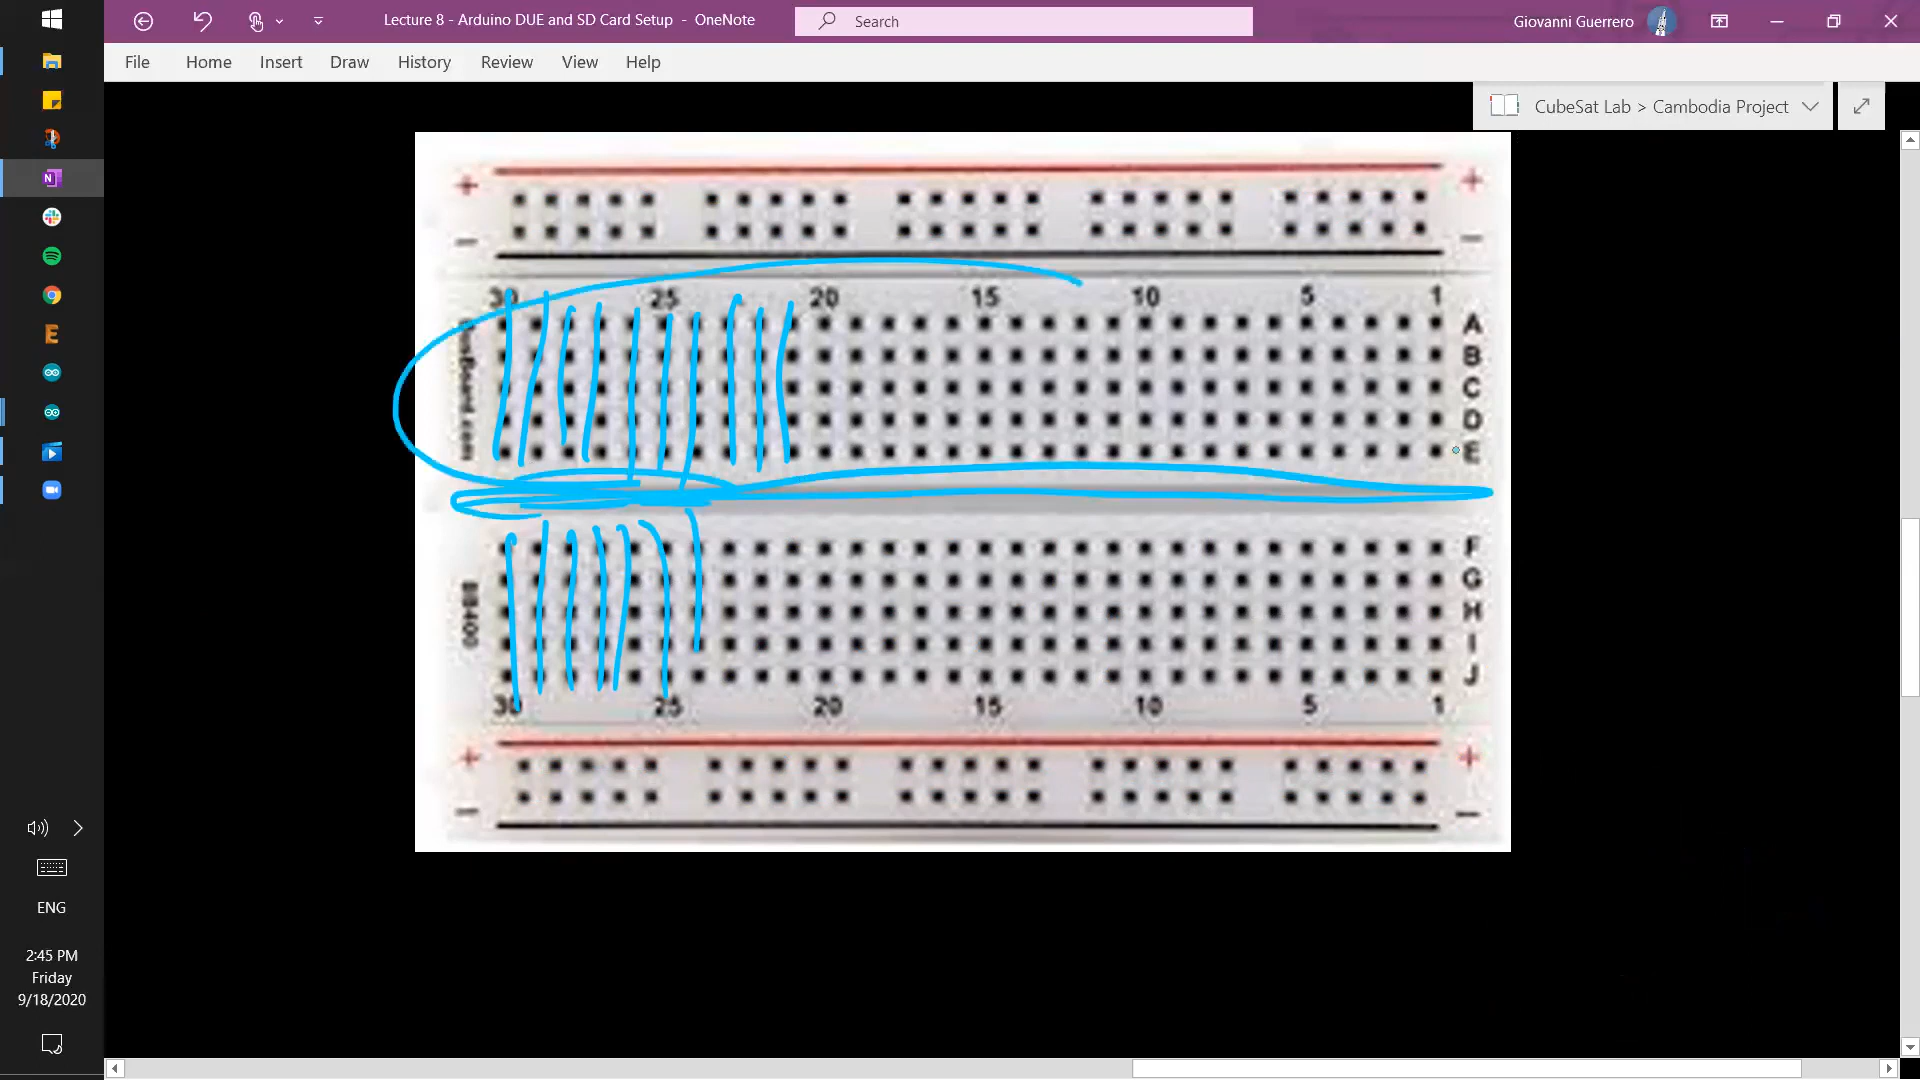 Lecture 8 - Arduino DUE and SD Card Setup - OneNote
Search
Giovanni Guerrero
File Home Insert Draw History Review View Help
CubeSat Lab > Cambodia Project
+ +
− −
30 25 20 15 10 5 1
A
B
C
D
E
F
G
H
I
J
BB400
30 25 20 15 10 5 1
+ +
− −
ENG
2:45 PM
Friday
9/18/2020